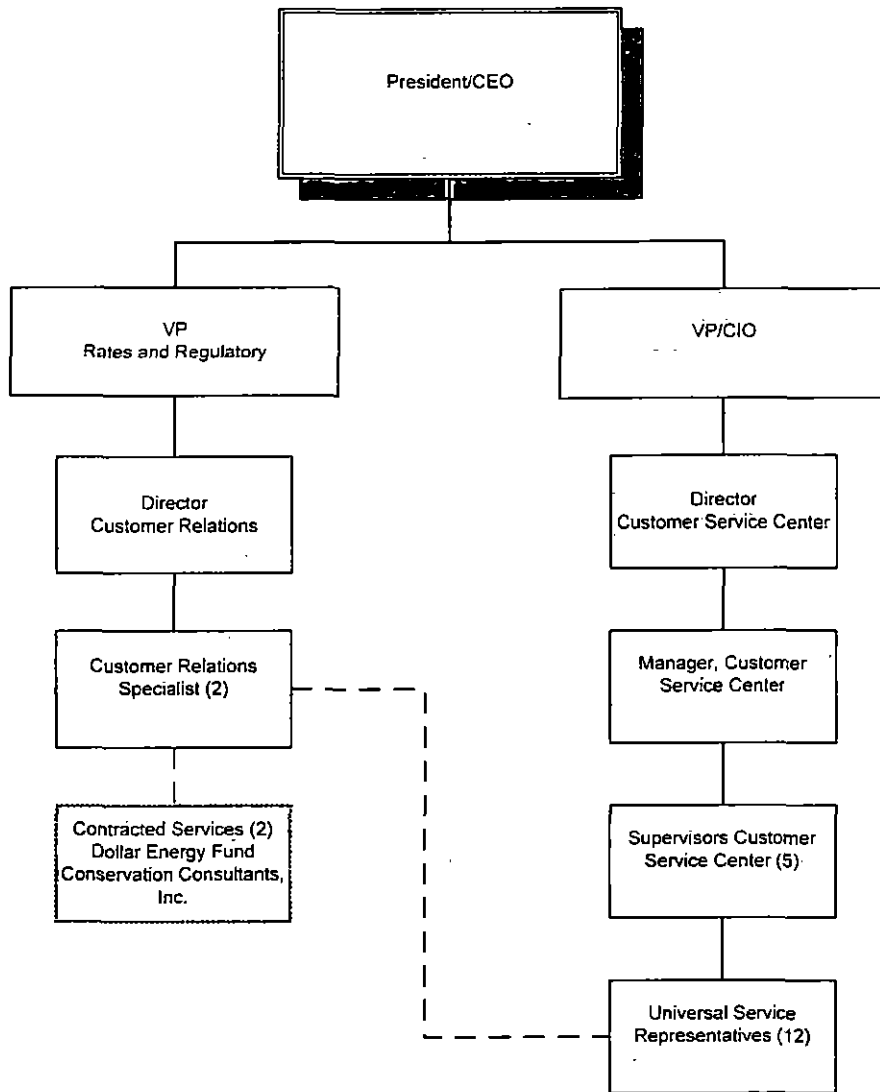 President/CEO
VP
Rates and Regulatory
VP/CIO
Director
Customer Relations
Director
Customer Service Center
Customer Relations
Specialist (2)
Manager, Customer
Service Center
Contracted Services (2)
Dollar Energy Fund
Conservation Consultants,
Inc.
Supervisors Customer
Service Center (5)
Universal Service
Representatives (12)